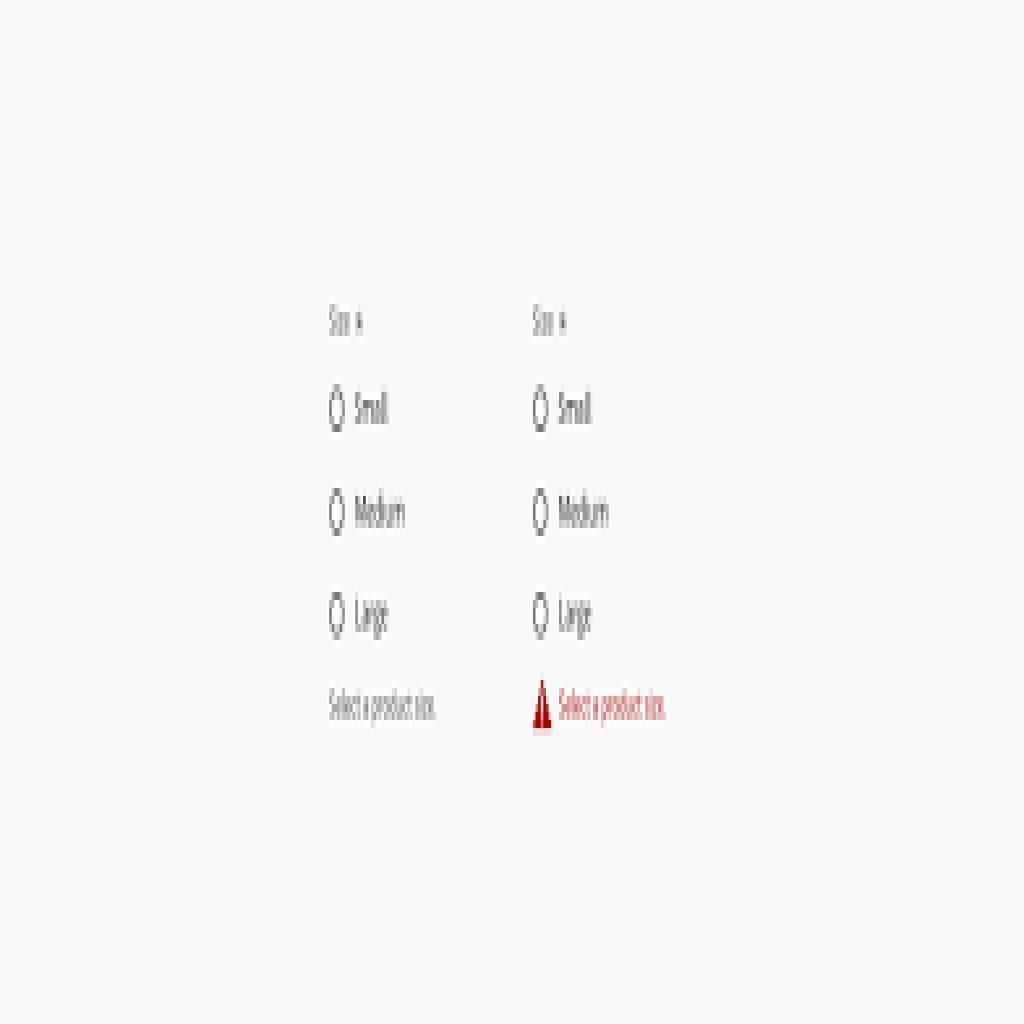 Size *
Small
Medium
Large
Select a product size.
Size *
Small
Medium
Large
Select a product size.